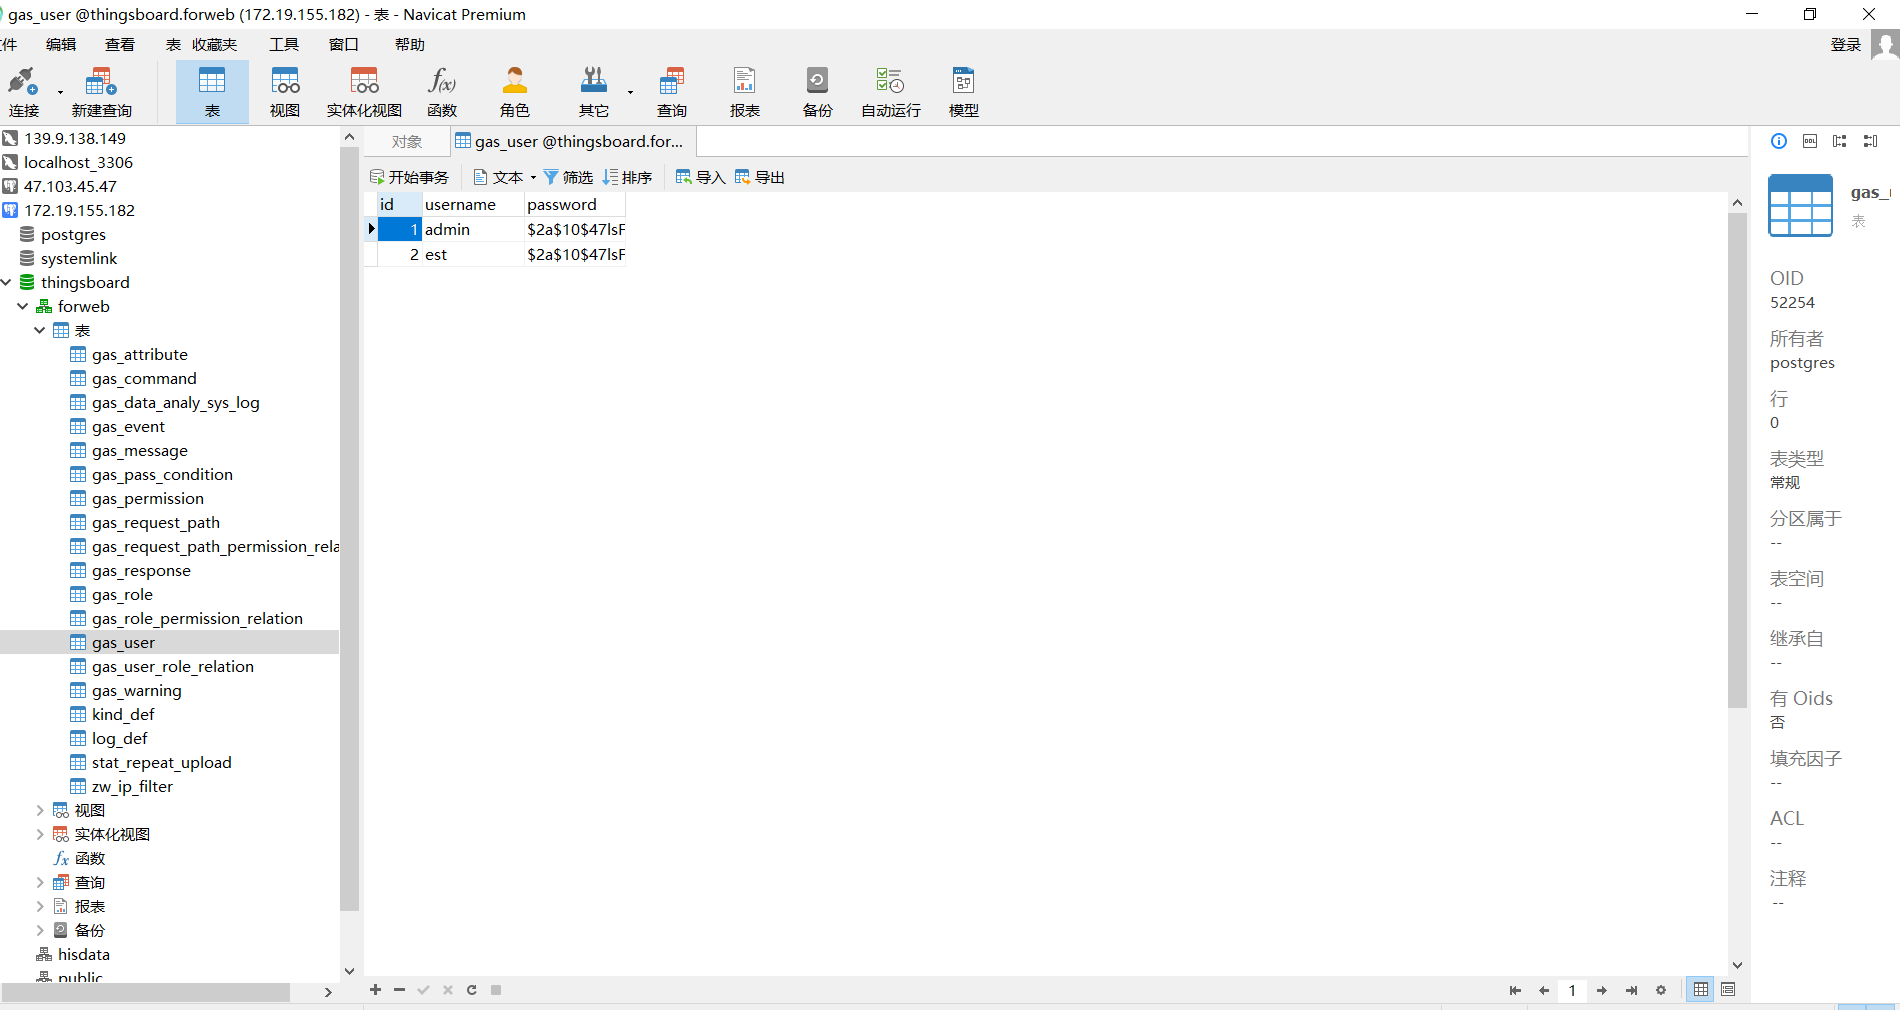 gas_user @thingsboard.forweb (172.19.155.182) - 表 - Navicat Premium
件 编辑 查看 表 收藏夹 工具 窗口 帮助 登录
连接 新建查询 表 视图 实体化视图 函数 角色 其它 查询 报表 备份 自动运行 模型
139.9.138.149
localhost_3306
47.103.45.47
172.19.155.182
postgres
systemlink
thingsboard
forweb
表
gas_attribute
gas_command
gas_data_analy_sys_log
gas_event
gas_message
gas_pass_condition
gas_permission
gas_request_path
gas_request_path_permission_rela
gas_response
gas_role
gas_role_permission_relation
gas_user
gas_user_role_relation
gas_warning
kind_def
log_def
stat_repeat_upload
zw_ip_filter
视图
实体化视图
函数
查询
报表
备份
hisdata
public
对象 gas_user @thingsboard.for...
开始事务 文本 筛选 排序 导入 导出
id username password
1 admin $2a$10$47lsF
2 est $2a$10$47lsF
1
gas_
表
OID
52254
所有者
postgres
行
0
表类型
常规
分区属于
--
表空间
--
继承自
--
有 Oids
否
填充因子
--
ACL
--
注释
--